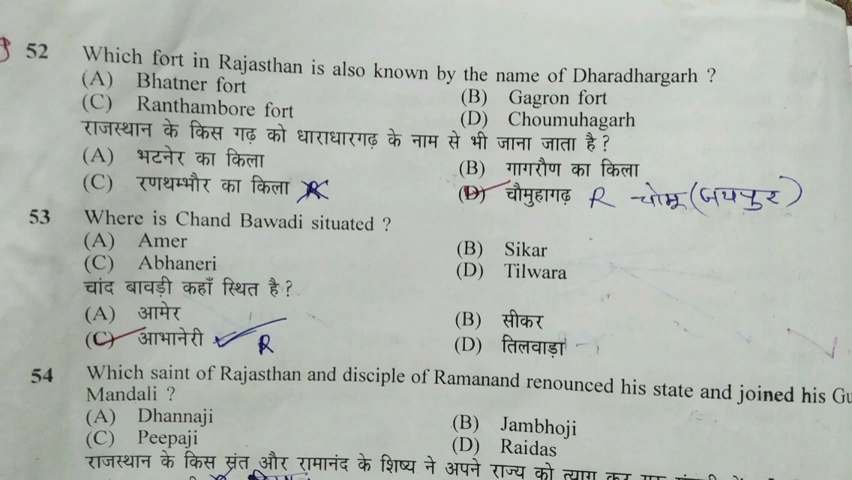 52 Which fort in Rajasthan is also known by the name of Dharadhargarh ?
(A) Bhatner fort (B) Gagron fort
(C) Ranthambore fort (D) Choumuhagarh
राजस्थान के किस गढ़ को धाराधारगढ़ के नाम से भी जाना जाता है ?
(A) भटनेर का किला (B) गागरौण का किला
(C) रणथम्भौर का किला (D) चौमुहागढ़ R चोमू (जयपुर)
53 Where is Chand Bawadi situated ?
(A) Amer (B) Sikar
(C) Abhaneri (D) Tilwara
चांद बावड़ी कहाँ स्थित है ?
(A) आमेर (B) सीकर
(C) आभानेरी R (D) तिलवाड़ा
54 Which saint of Rajasthan and disciple of Ramanand renounced his state and joined his Gu
Mandali ?
(A) Dhannaji (B) Jambhoji
(C) Peepaji (D) Raidas
राजस्थान के किस संत और रामानंद के शिष्य ने अपने राज्य को त्याग कर